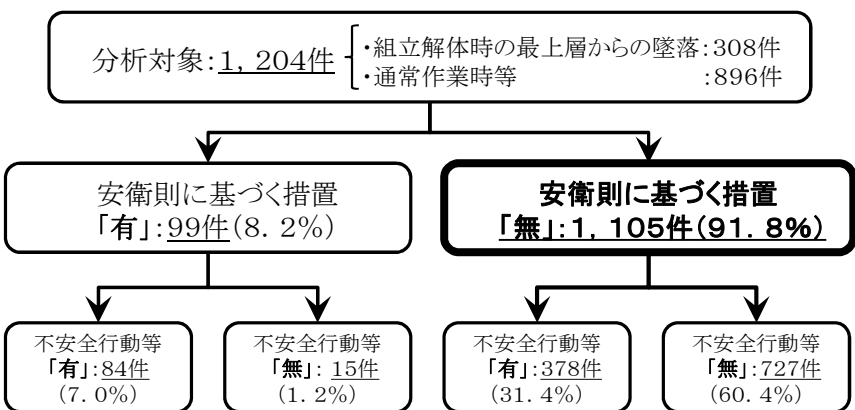 分析対象:1, 204件
・組立解体時の最上層からの墜落:308件
・通常作業時等 :896件
安衛則に基づく措置
「有」:99件(8. 2%)
安衛則に基づく措置
「無」:1, 105件(91. 8%)
不安全行動等
「有」:84件
(7. 0%)
不安全行動等
「無」: 15件
(1. 2%)
不安全行動等
「有」:378件
(31. 4%)
不安全行動等
「無」:727件
(60. 4%)